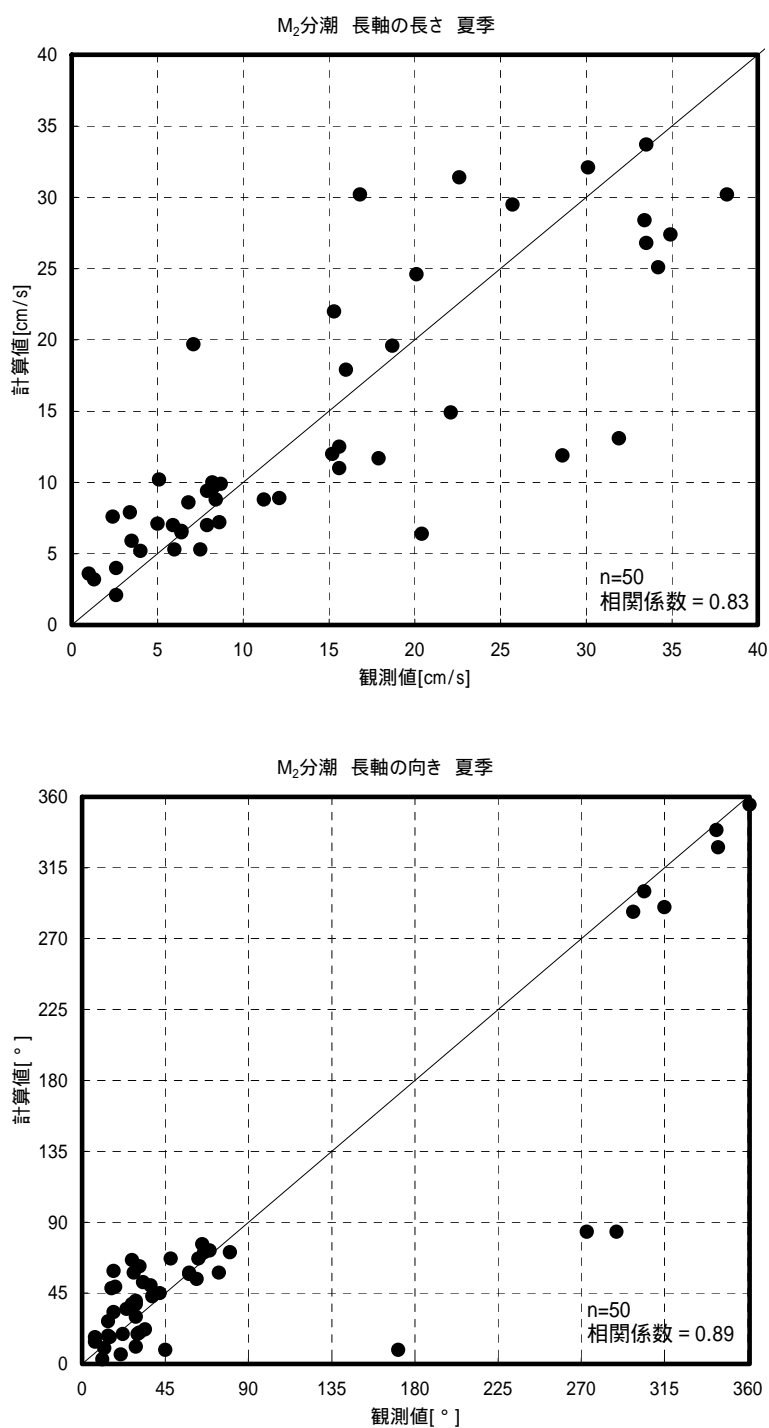 M₂分潮 長軸の長さ 夏季
40
35
30
25
20
15
10
5
0
計算値[cm/s]
n=50
相関係数 = 0.83
0 5 10 15 20 25 30 35 40
観測値[cm/s]
M₂分潮 長軸の向き 夏季
360
315
270
225
180
135
90
45
0
計算値[°]
n=50
相関係数 = 0.89
0 45 90 135 180 225 270 315 360
観測値[°]